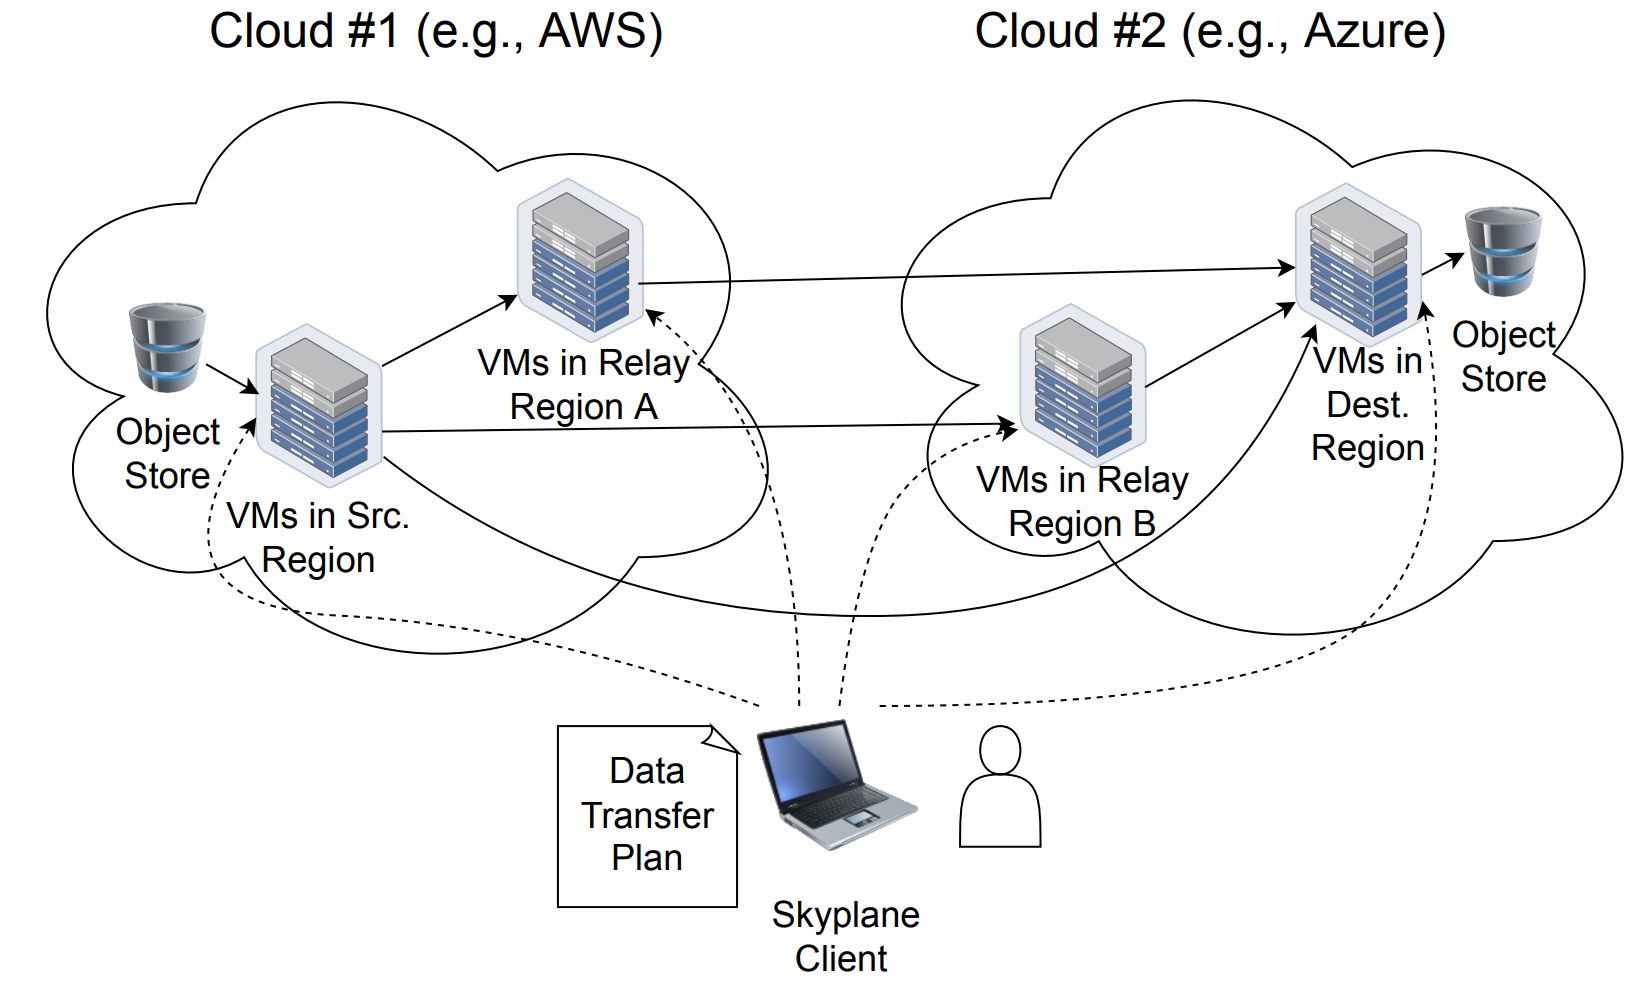 Cloud #1 (e.g., AWS)
Cloud #2 (e.g., Azure)
Object
Store
VMs in Src.
Region
VMs in Relay
Region A
VMs in Relay
Region B
VMs in
Dest.
Region
Object
Store
Data
Transfer
Plan
Skyplane
Client